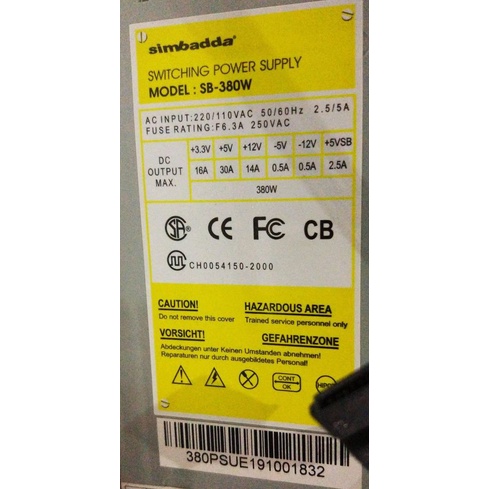 simbadda
SWITCHING POWER SUPPLY
MODEL : SB-380W
AC INPUT:220/110VAC 50/60Hz 2.5/5A
FUSE RATING:F6.3A 250VAC
DC OUTPUT MAX. +3.3V +5V +12V -5V -12V +5VSB
16A 30A 14A 0.5A 0.5A 2.5A
380W
SA ® CE FC CB
CH0054150-2000
CAUTION! HAZARDOUS AREA
Do not remove this cover Trained service personnel only
VORSICHT! GEFAHRENZONE
Abdeckungen unter Keinen Umstanden abnehmen!
Reparaturen nur durch ausgebildetes Personal!
CONT OK HIPOT
380PSUE191001832